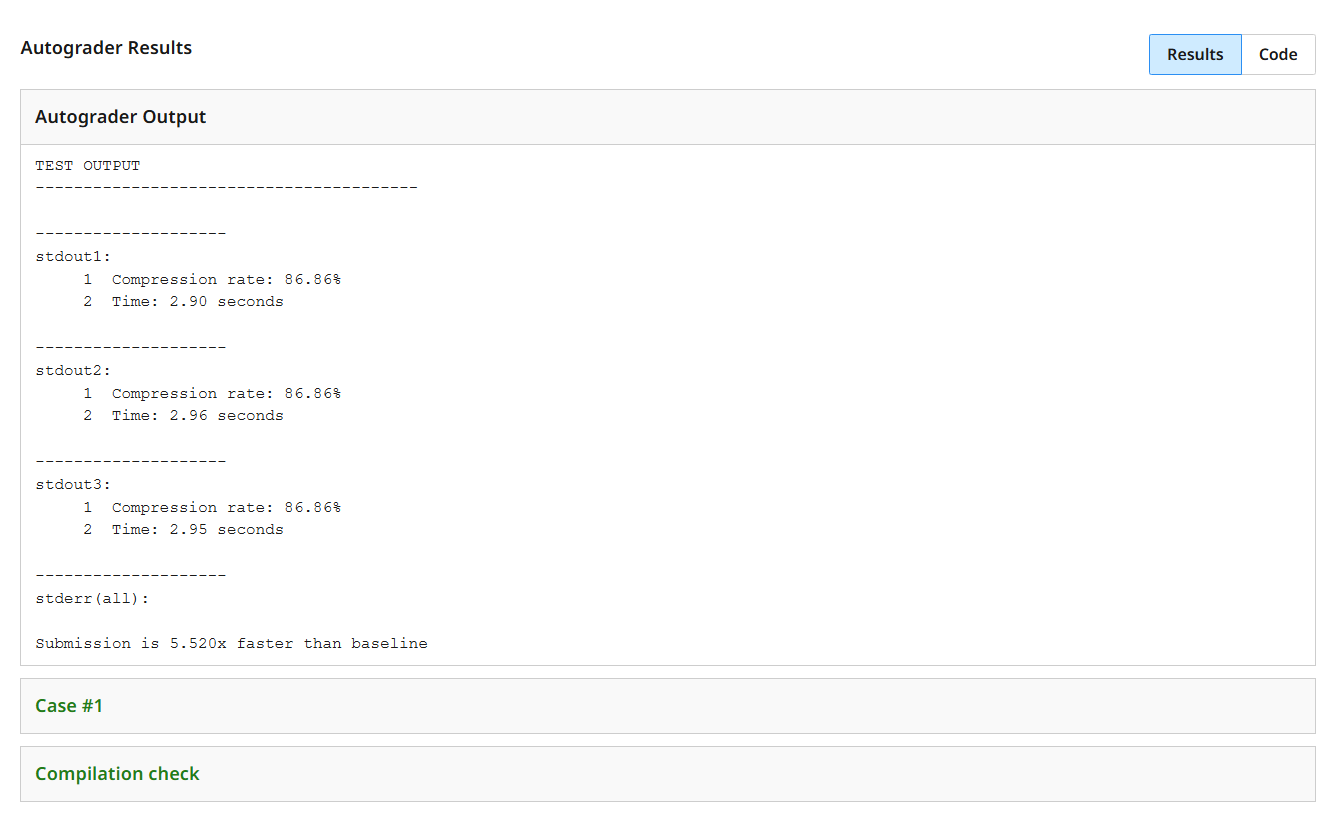 Autograder Results
Results
Code
Autograder Output
TEST OUTPUT
----------------------------------------
--------------------
stdout1:
1 Compression rate: 86.86%
2 Time: 2.90 seconds
--------------------
stdout2:
1 Compression rate: 86.86%
2 Time: 2.96 seconds
--------------------
stdout3:
1 Compression rate: 86.86%
2 Time: 2.95 seconds
--------------------
stderr(all):
Submission is 5.520x faster than baseline
Case #1
Compilation check